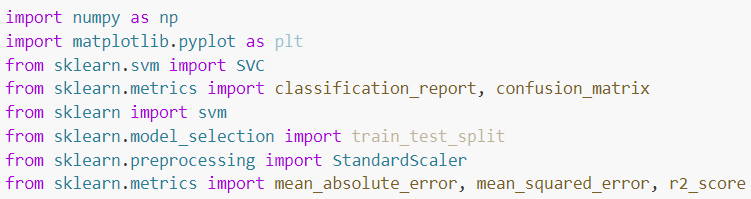 import numpy as np
import matplotlib.pyplot as plt
from sklearn.svm import SVC
from sklearn.metrics import classification_report, confusion_matrix
from sklearn import svm
from sklearn.model_selection import train_test_split
from sklearn.preprocessing import StandardScaler
from sklearn.metrics import mean_absolute_error, mean_squared_error, r2_score